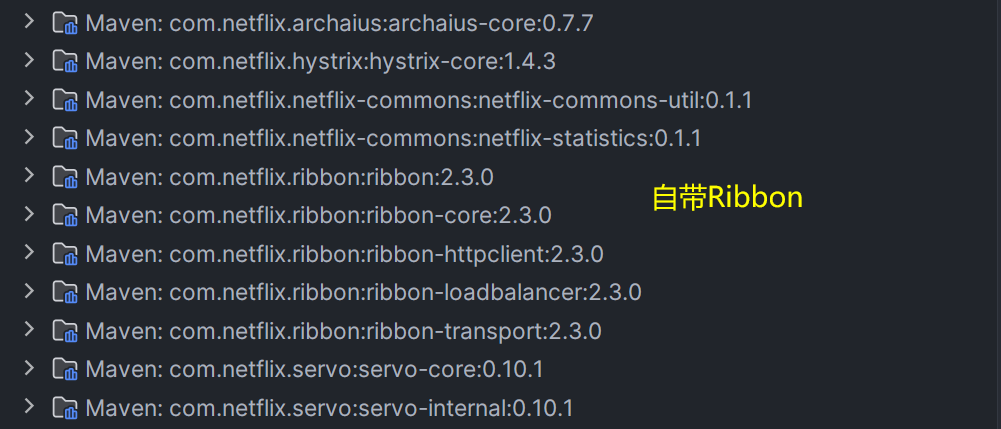 Maven: com.netflix.archaius:archaius-core:0.7.7
Maven: com.netflix.hystrix:hystrix-core:1.4.3
Maven: com.netflix.netflix-commons:netflix-commons-util:0.1.1
Maven: com.netflix.netflix-commons:netflix-statistics:0.1.1
Maven: com.netflix.ribbon:ribbon:2.3.0
自带Ribbon
Maven: com.netflix.ribbon:ribbon-core:2.3.0
Maven: com.netflix.ribbon:ribbon-httpclient:2.3.0
Maven: com.netflix.ribbon:ribbon-loadbalancer:2.3.0
Maven: com.netflix.ribbon:ribbon-transport:2.3.0
Maven: com.netflix.servo:servo-core:0.10.1
Maven: com.netflix.servo:servo-internal:0.10.1